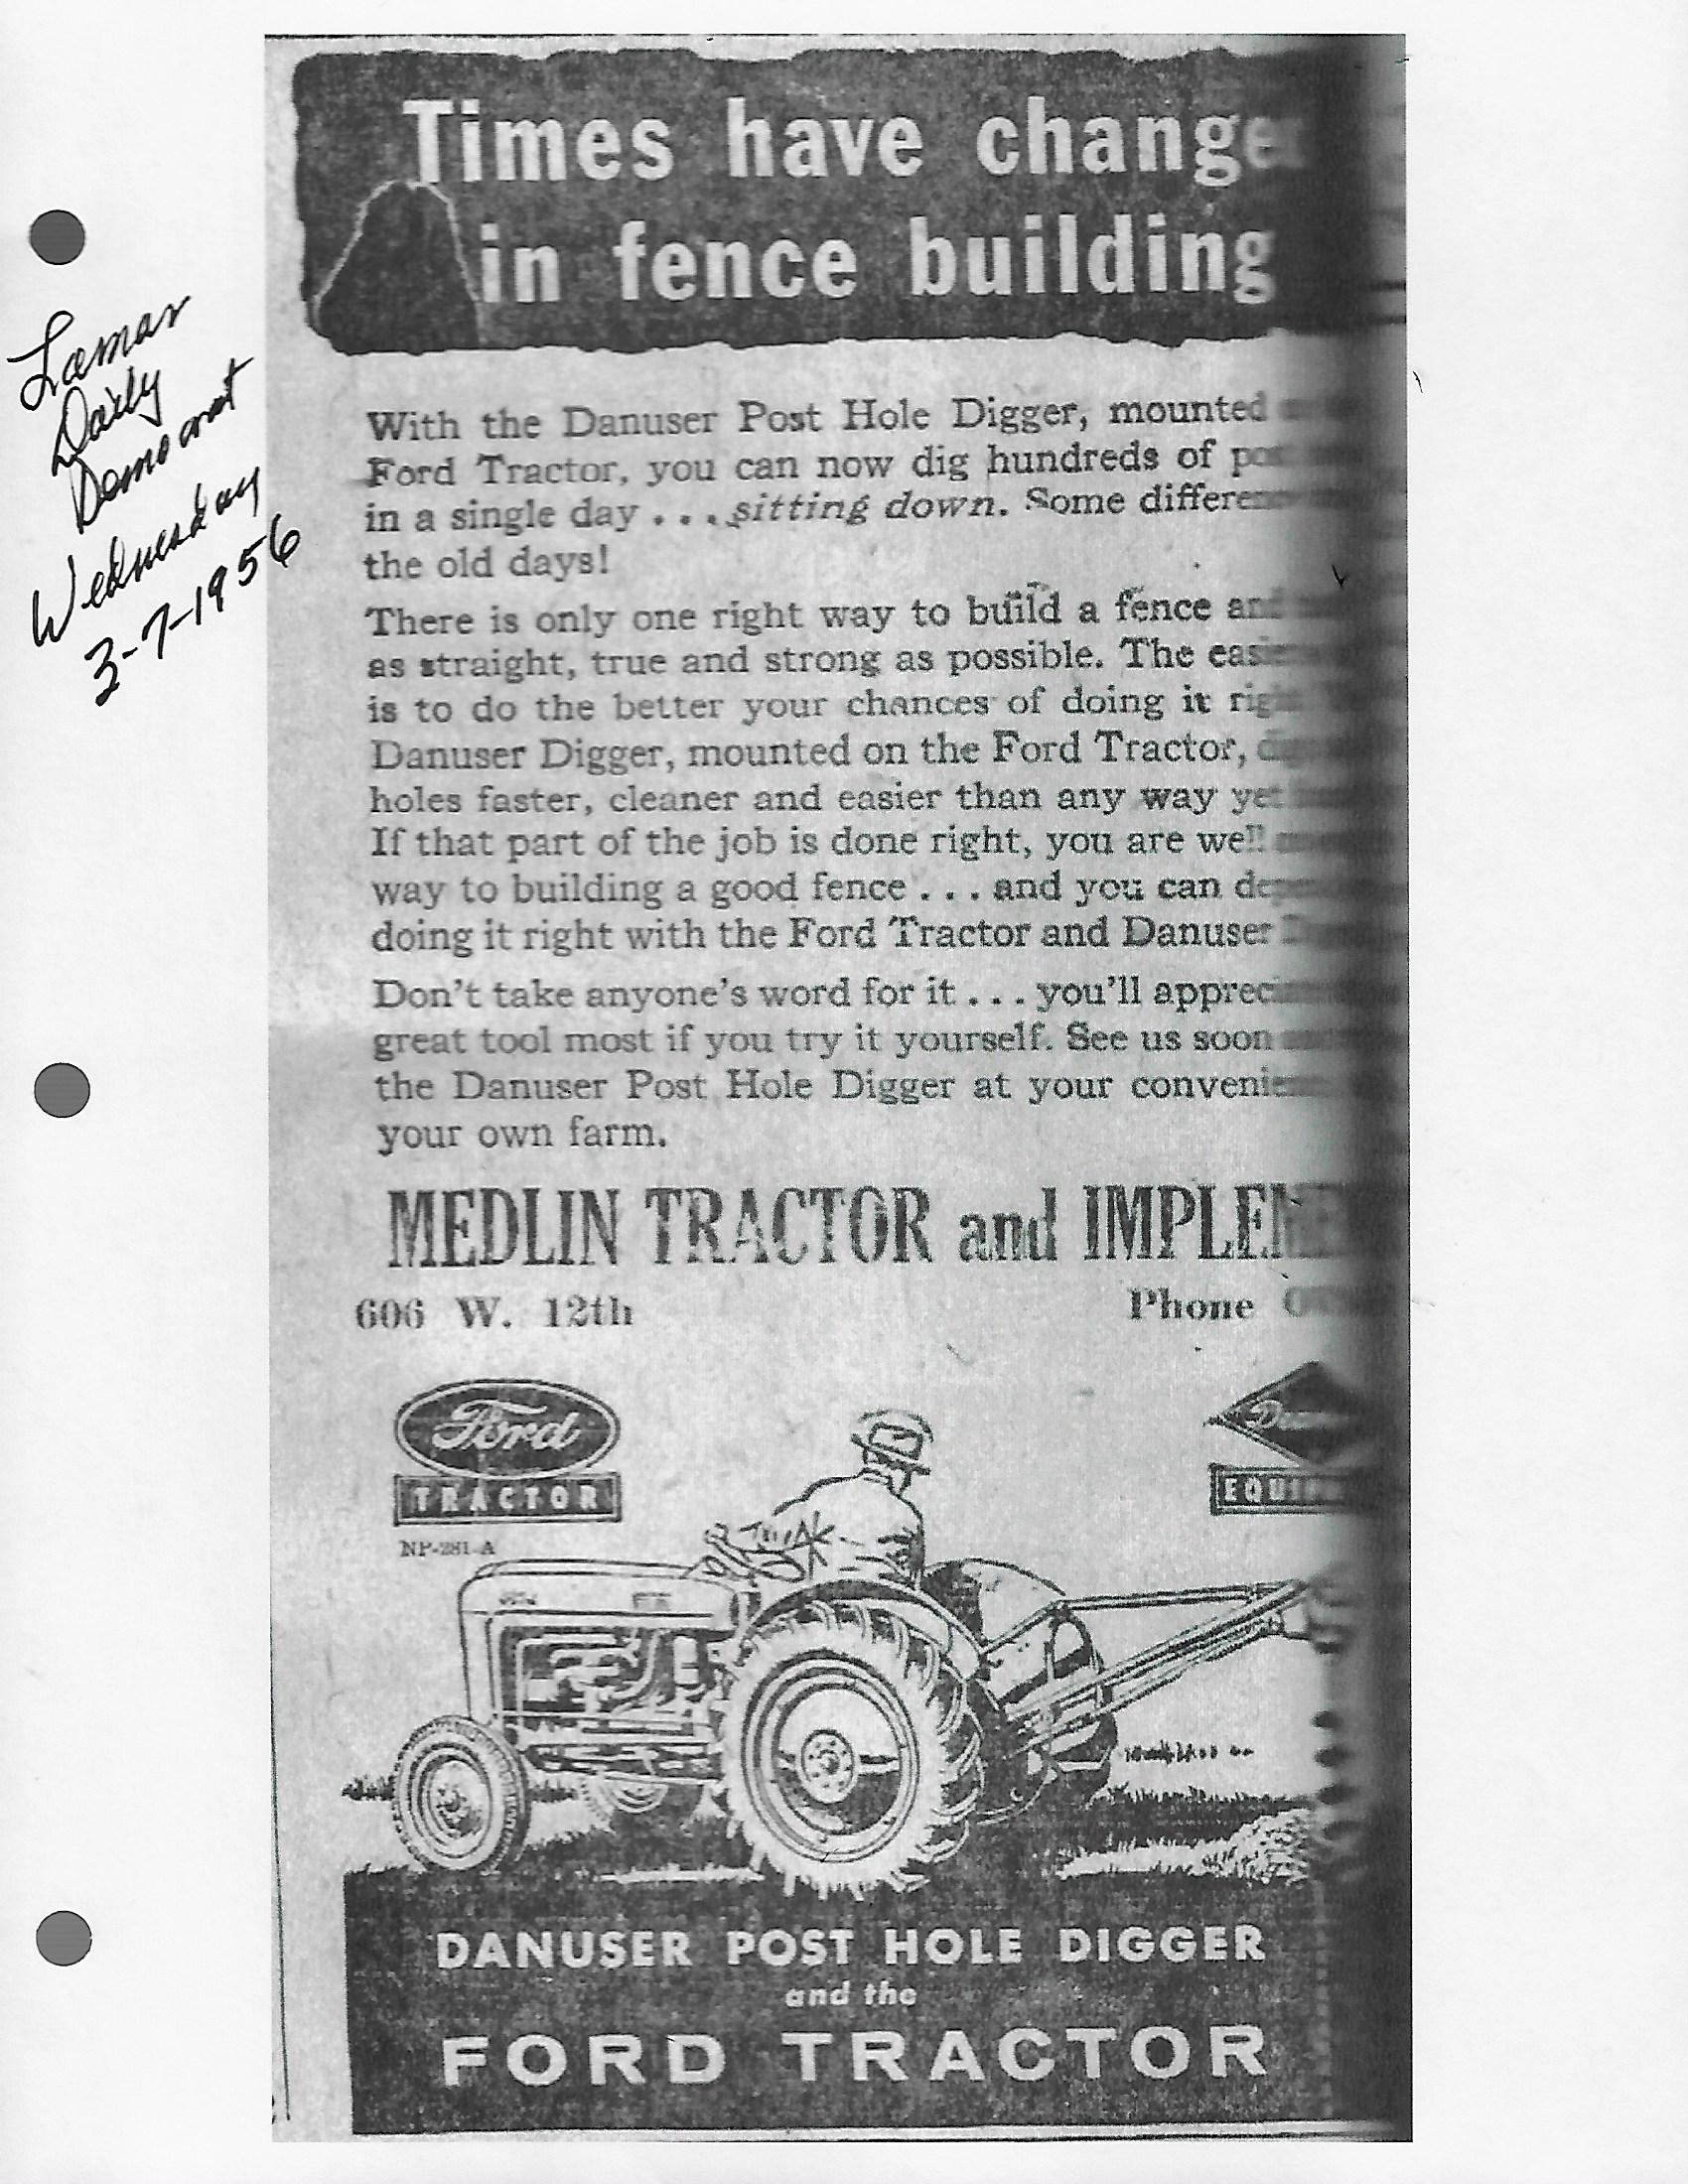 Lamar
Daily
Democrat
Wednesday
3-7-1956
Times have change
in fence building
With the Danuser Post Hole Digger, mounted
Ford Tractor, you can now dig hundreds of
in a single day . . . sitting down. Some
the old days!
There is only one right way to build a fence
as straight, true and strong as possible. The
is to do the better your chances of doing it
Danuser Digger, mounted on the Ford Tractor,
holes faster, cleaner and easier than any way yet
If that part of the job is done right, you are well
way to building a good fence . . . and you can
doing it right with the Ford Tractor and Danuser
Don't take anyone's word for it . . . you'll
great tool most if you try it yourself. See us soon
the Danuser Post Hole Digger at your
your own farm.
MEDLIN TRACTOR and
606 W. 12th Phone
Ford
TRACTOR
NP-281-A
DANUSER POST HOLE DIGGER
and the
FORD TRACTOR